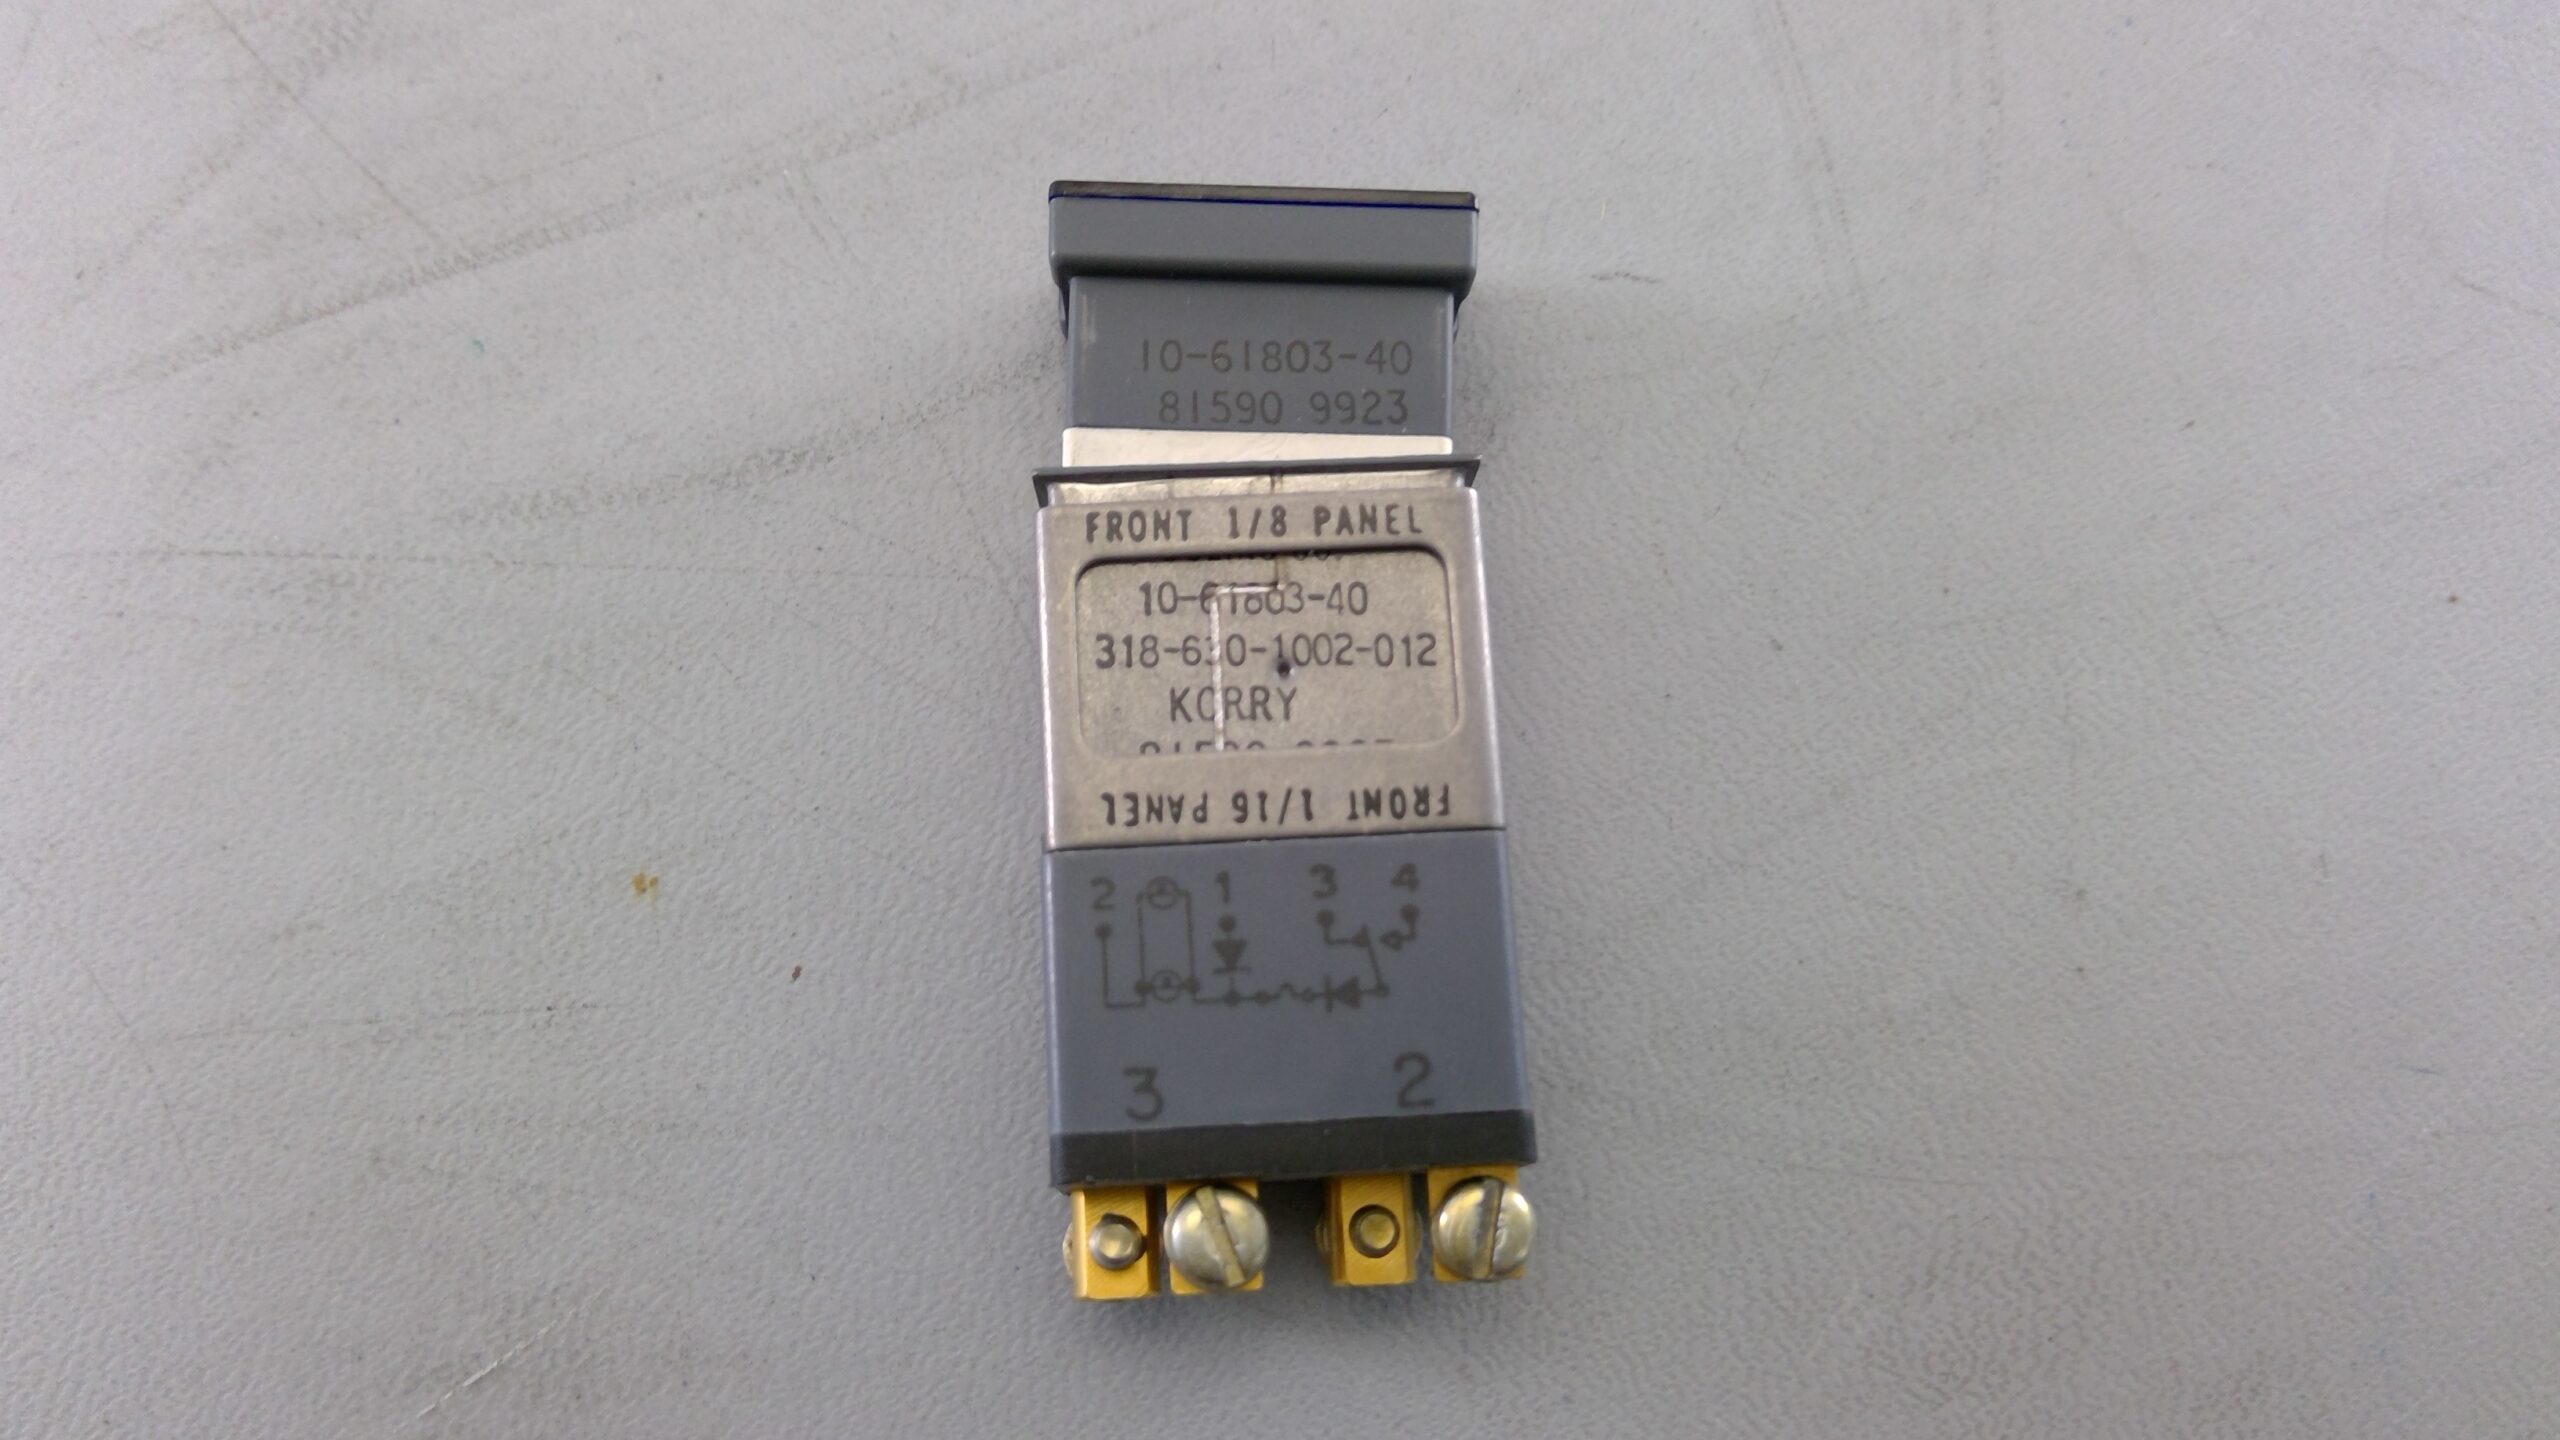 10-61803-40
81590 9923
FRONT 1/8 PANEL
10-61803-40
318-630-1002-012
KORRY
FRONT 1/16 PANEL
2 1 3 4
3 2